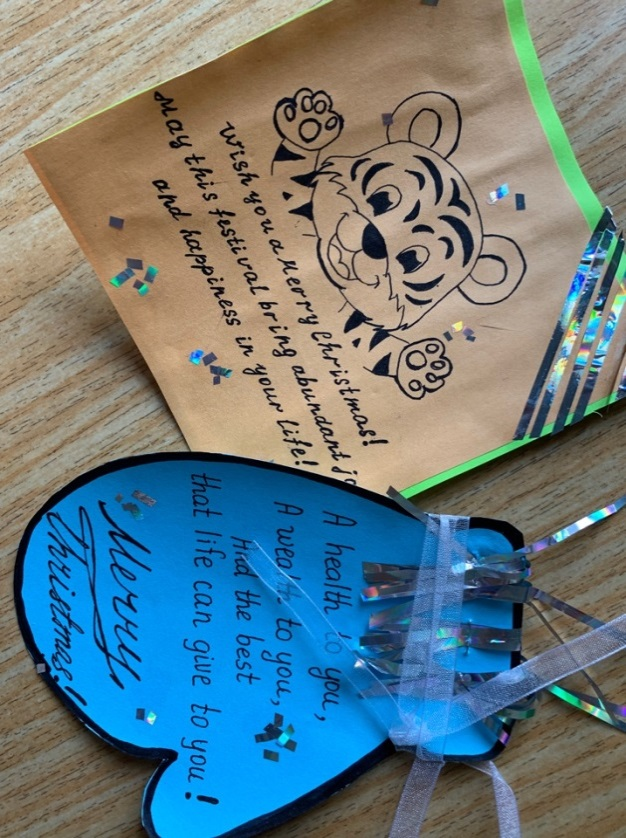 Wish you a Merry Christmas!
May this festival bring abundant
and happiness in your life!
A health to you,
A wealth to you,
And the best
that life can give to you!
Merry
Christmas!